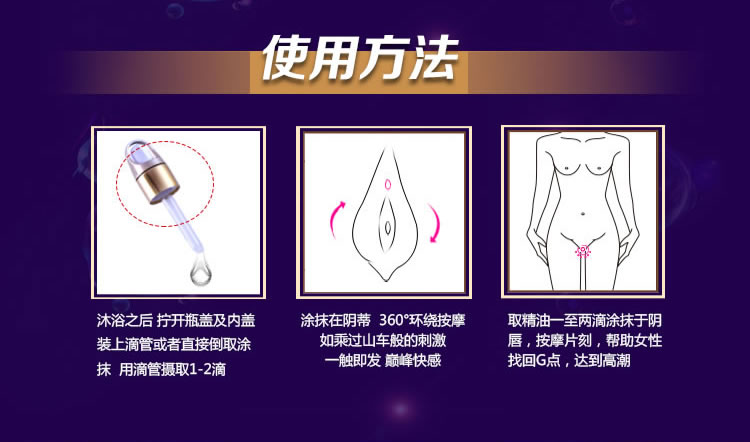 使用方法
沐浴之后 拧开瓶盖及内盖
装上滴管或者直接倒取涂
抹 用滴管摄取1-2滴
涂抹在阴蒂 360°环绕按摩
如乘过山车般的刺激
一触即发 巅峰快感
取精油一至两滴涂抹于阴
唇，按摩片刻，帮助女性
找回G点，达到高潮